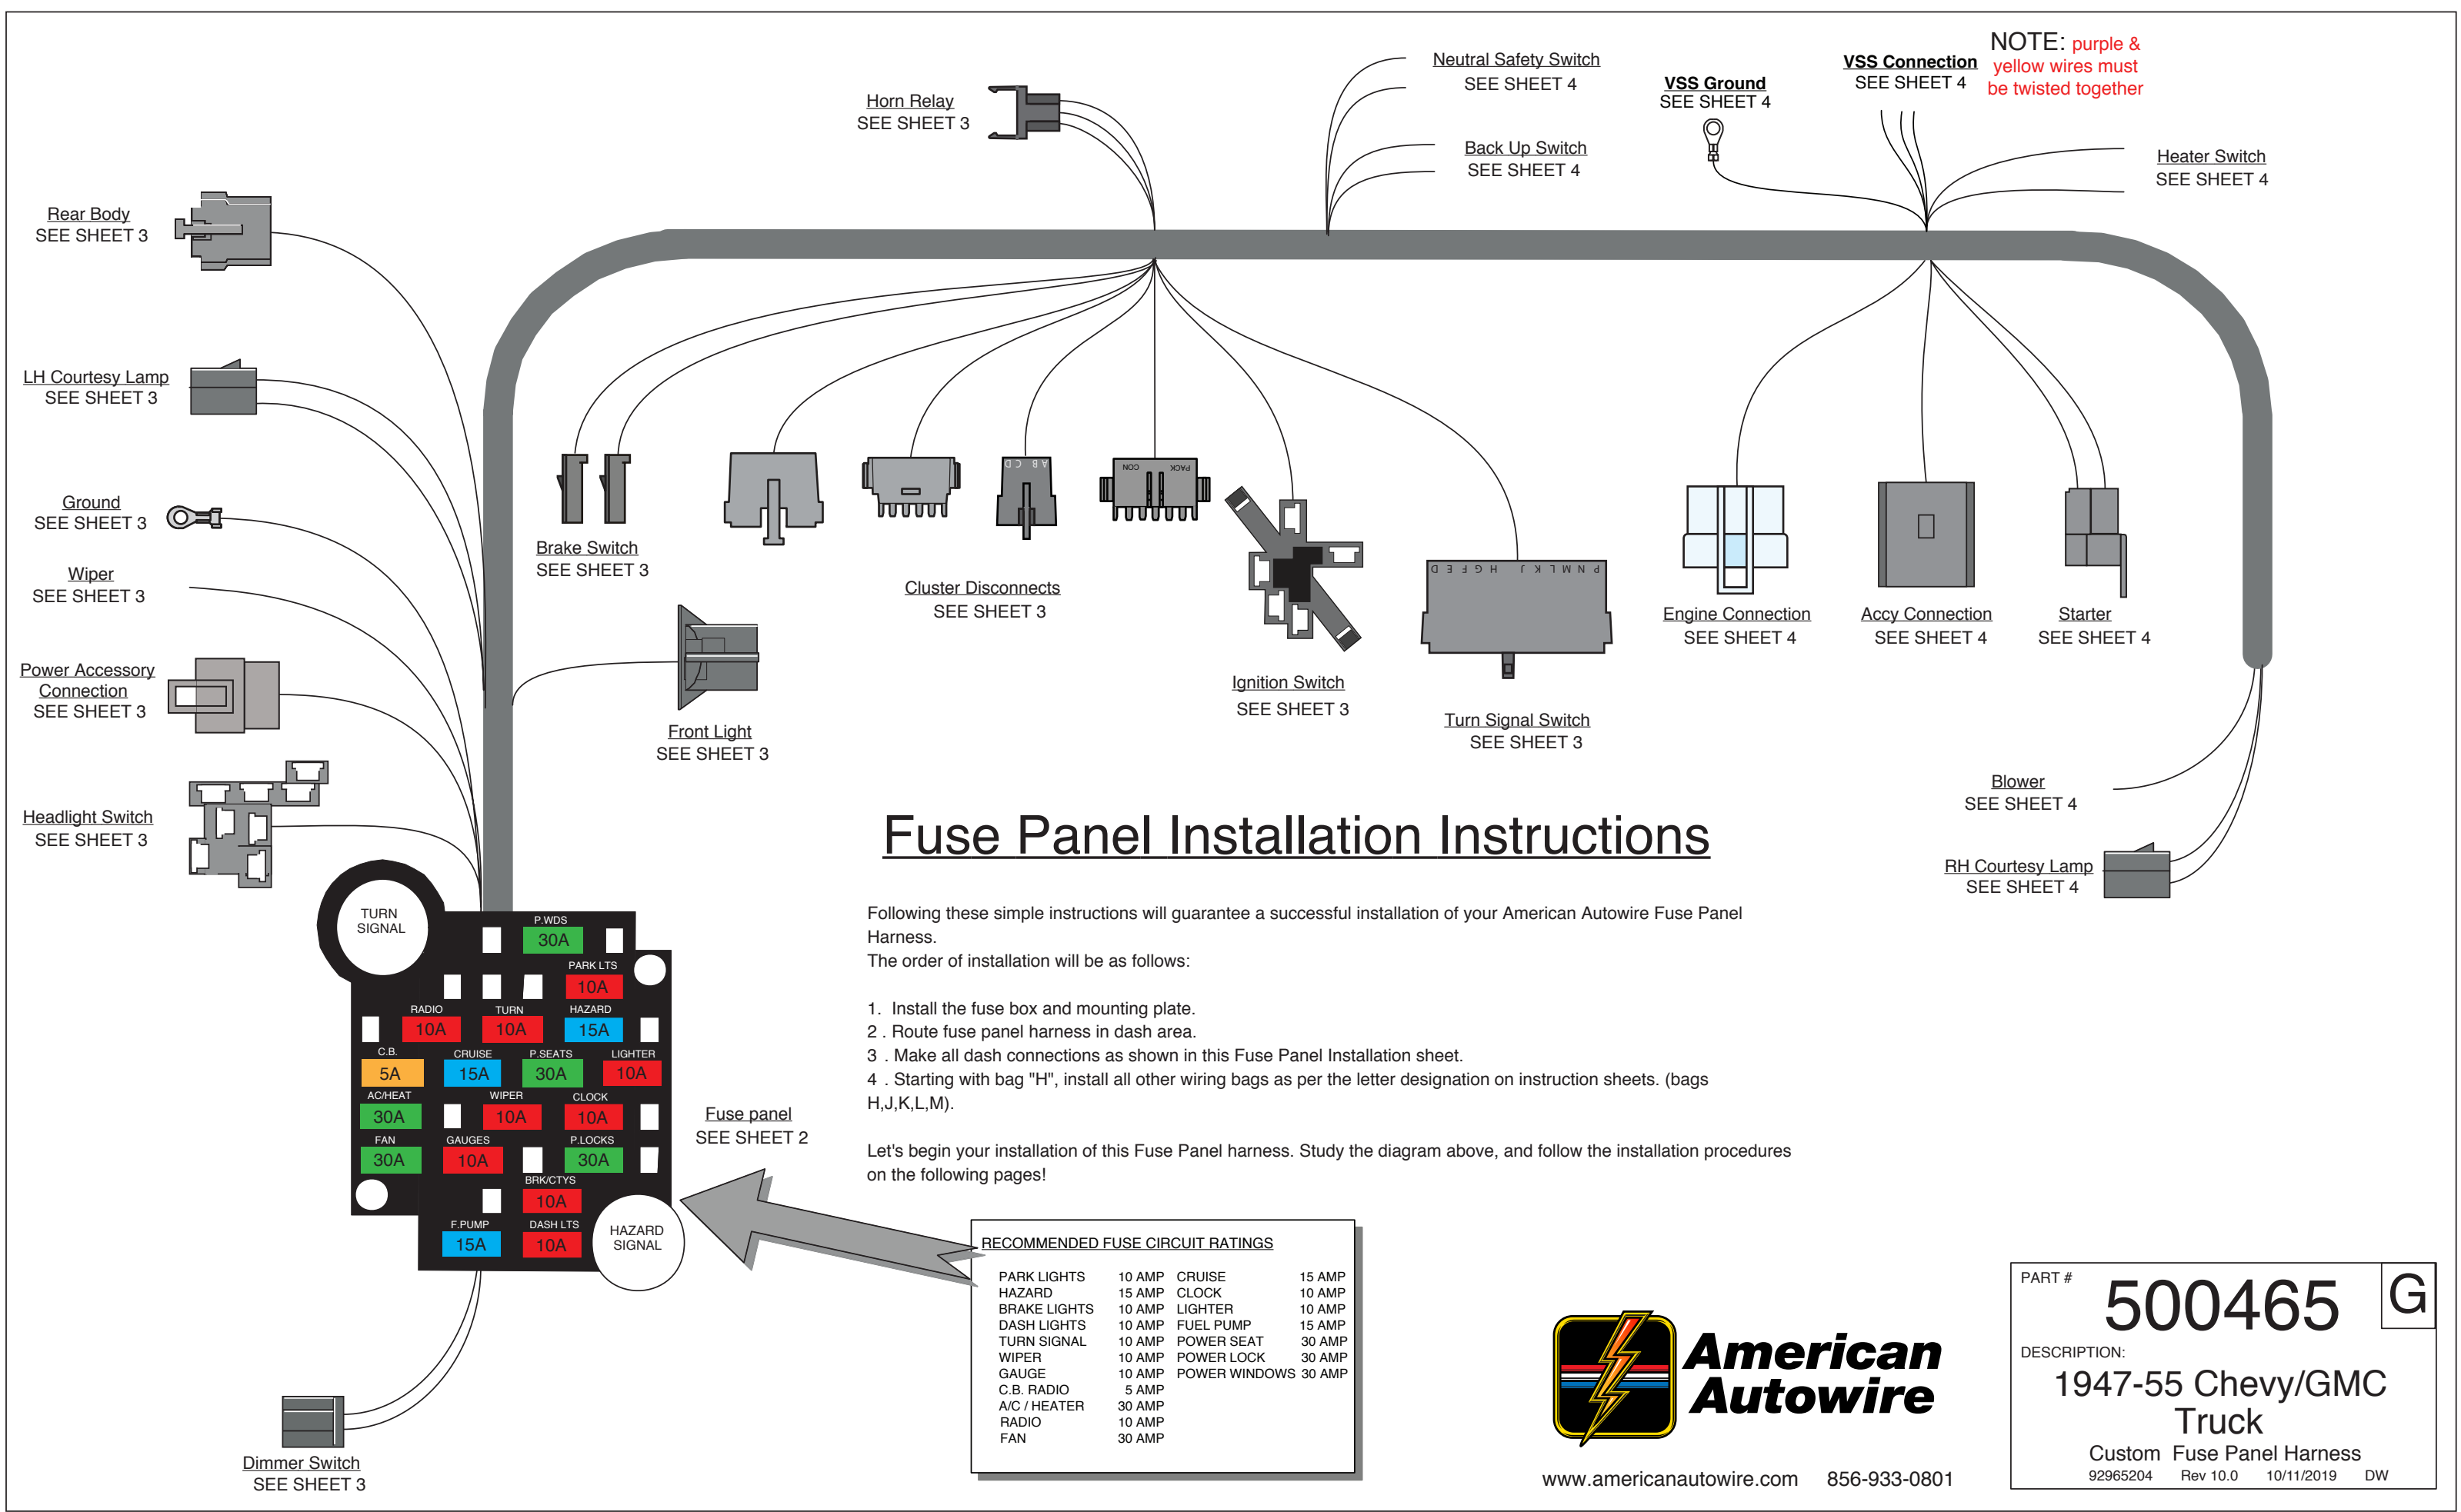 NOTE: purple &
yellow wires must
be twisted together
VSS Connection
SEE SHEET 4
VSS Ground
SEE SHEET 4
Neutral Safety Switch
SEE SHEET 4
Back Up Switch
SEE SHEET 4
Heater Switch
SEE SHEET 4
Horn Relay
SEE SHEET 3
Rear Body
SEE SHEET 3
LH Courtesy Lamp
SEE SHEET 3
Ground
SEE SHEET 3
Wiper
SEE SHEET 3
Power Accessory
Connection
SEE SHEET 3
Headlight Switch
SEE SHEET 3
Brake Switch
SEE SHEET 3
A B C D
CON
PACK
Cluster Disconnects
SEE SHEET 3
Front Light
SEE SHEET 3
Ignition Switch
SEE SHEET 3
P N M L K J H G F E D
Turn Signal Switch
SEE SHEET 3
Engine Connection
SEE SHEET 4
Accy Connection
SEE SHEET 4
Starter
SEE SHEET 4
Blower
SEE SHEET 4
RH Courtesy Lamp
SEE SHEET 4
TURN
SIGNAL
P.WDS
30A
PARK LTS
10A
RADIO TURN HAZARD
10A 10A 15A
C.B. CRUISE P.SEATS LIGHTER
5A 15A 30A 10A
AC/HEAT WIPER CLOCK
30A 10A 10A
FAN GAUGES P.LOCKS
30A 10A 30A
BRK/CTYS
10A
F.PUMP DASH LTS
15A 10A
HAZARD
SIGNAL
Fuse panel
SEE SHEET 2
Dimmer Switch
SEE SHEET 3
Fuse Panel Installation Instructions
Following these simple instructions will guarantee a successful installation of your American Autowire Fuse Panel
Harness.
The order of installation will be as follows:
1. Install the fuse box and mounting plate.
2 . Route fuse panel harness in dash area.
3 . Make all dash connections as shown in this Fuse Panel Installation sheet.
4 . Starting with bag "H", install all other wiring bags as per the letter designation on instruction sheets. (bags
H,J,K,L,M).
Let's begin your installation of this Fuse Panel harness. Study the diagram above, and follow the installation procedures
on the following pages!
RECOMMENDED FUSE CIRCUIT RATINGS
PARK LIGHTS 10 AMP CRUISE 15 AMP
HAZARD 15 AMP CLOCK 10 AMP
BRAKE LIGHTS 10 AMP LIGHTER 10 AMP
DASH LIGHTS 10 AMP FUEL PUMP 15 AMP
TURN SIGNAL 10 AMP POWER SEAT 30 AMP
WIPER 10 AMP POWER LOCK 30 AMP
GAUGE 10 AMP POWER WINDOWS 30 AMP
C.B. RADIO 5 AMP
A/C / HEATER 30 AMP
RADIO 10 AMP
FAN 30 AMP
American
Autowire
www.americanautowire.com 856-933-0801
PART # 500465 G
DESCRIPTION:
1947-55 Chevy/GMC
Truck
Custom Fuse Panel Harness
92965204 Rev 10.0 10/11/2019 DW